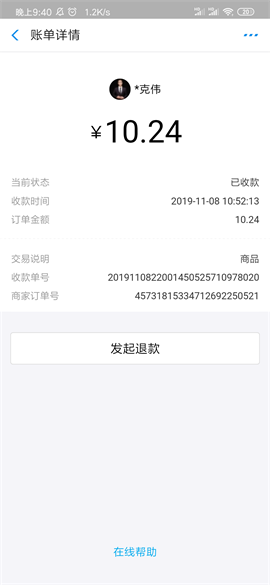 晚上9:40 1.2K/s 20
账单详情
*克伟
¥10.24
当前状态 已收款
收款时间 2019-11-08 10:52:13
订单金额 10.24
交易说明 商品
收款单号 2019110822001450525710978020
商家订单号 45731815334712692250521
发起退款
在线帮助